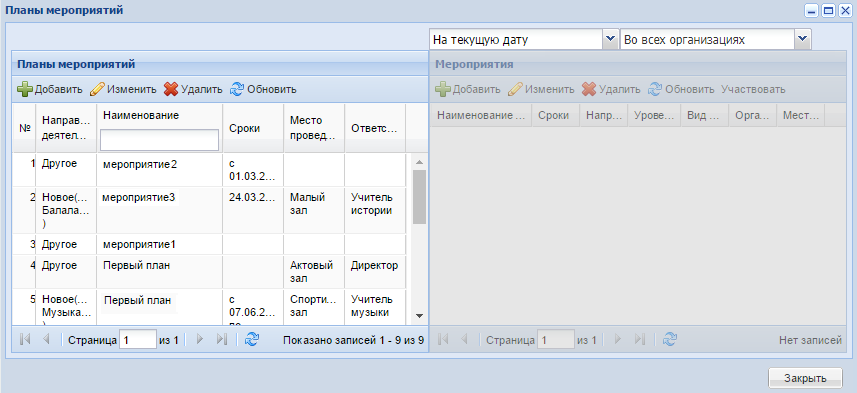 Планы мероприятий
На текущую дату Во всех организациях
Планы мероприятий
Добавить Изменить Удалить Обновить
№ Направ... деятел... Наименование Сроки Место провед... Ответс...
1 Другое мероприятие2 с 01.03.2...
2 Новое(... Балала... ) мероприятие3 24.03.2... Малый зал Учитель истории
3 Другое мероприятие1
4 Другое Первый план Актовый зал Директор
5 Новое(... Музыка... ) Первый план с 07.06.2... по Спорти... зал Учитель музыки
Страница 1 из 1 Показано записей 1 - 9 из 9
Мероприятия
Добавить Изменить Удалить Обновить Участвовать
Наименование ... Сроки Напр... Урове... Вид ... Орга... Мест...
Страница 1 из 1 Нет записей
Закрыть